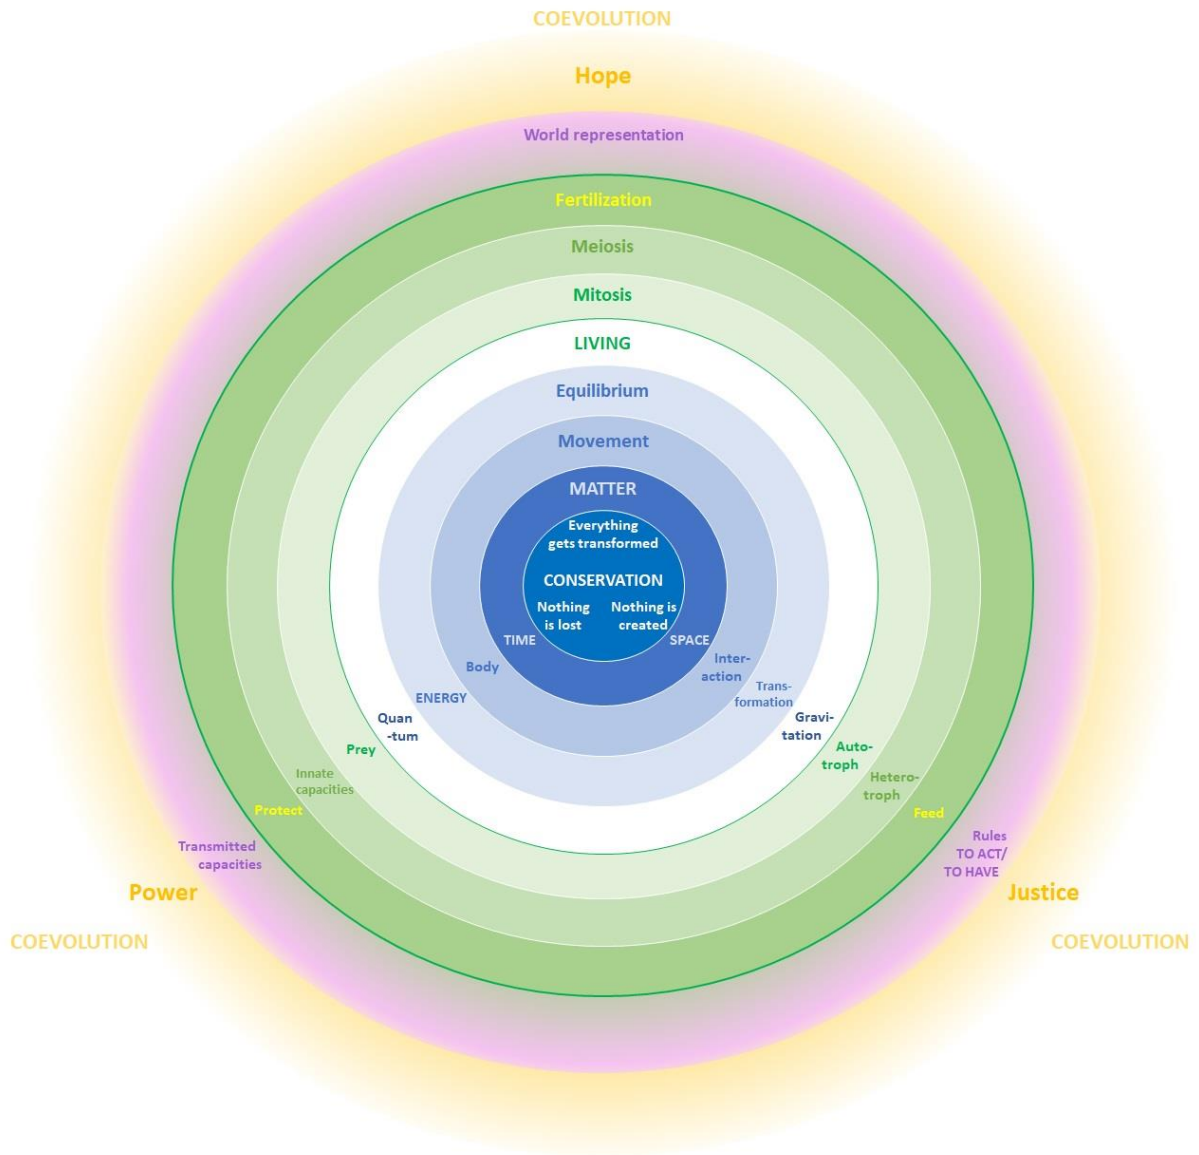 COEVOLUTION
Hope
World representation
Fertilization
Meiosis
Mitosis
LIVING
Equilibrium
Movement
MATTER
Everything
gets transformed
CONSERVATION
Nothing
is lost
Nothing is
created
TIME
SPACE
Body
Inter-
action
ENERGY
Trans-
formation
Quan
-tum
Gravi-
tation
Prey
Auto-
troph
Innate
capacities
Hetero-
troph
Protect
Feed
Transmitted
capacities
Rules
TO ACT/
TO HAVE
Power
Justice
COEVOLUTION
COEVOLUTION